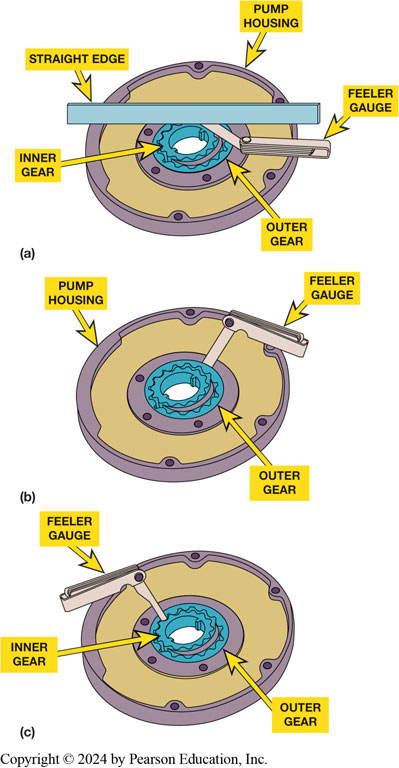 PUMP
HOUSING
STRAIGHT EDGE
FEELER
GAUGE
INNER
GEAR
OUTER
GEAR
(a)
PUMP
HOUSING
FEELER
GAUGE
OUTER
GEAR
(b)
FEELER
GAUGE
INNER
GEAR
OUTER
GEAR
(c)
Copyright © 2024 by Pearson Education, Inc.